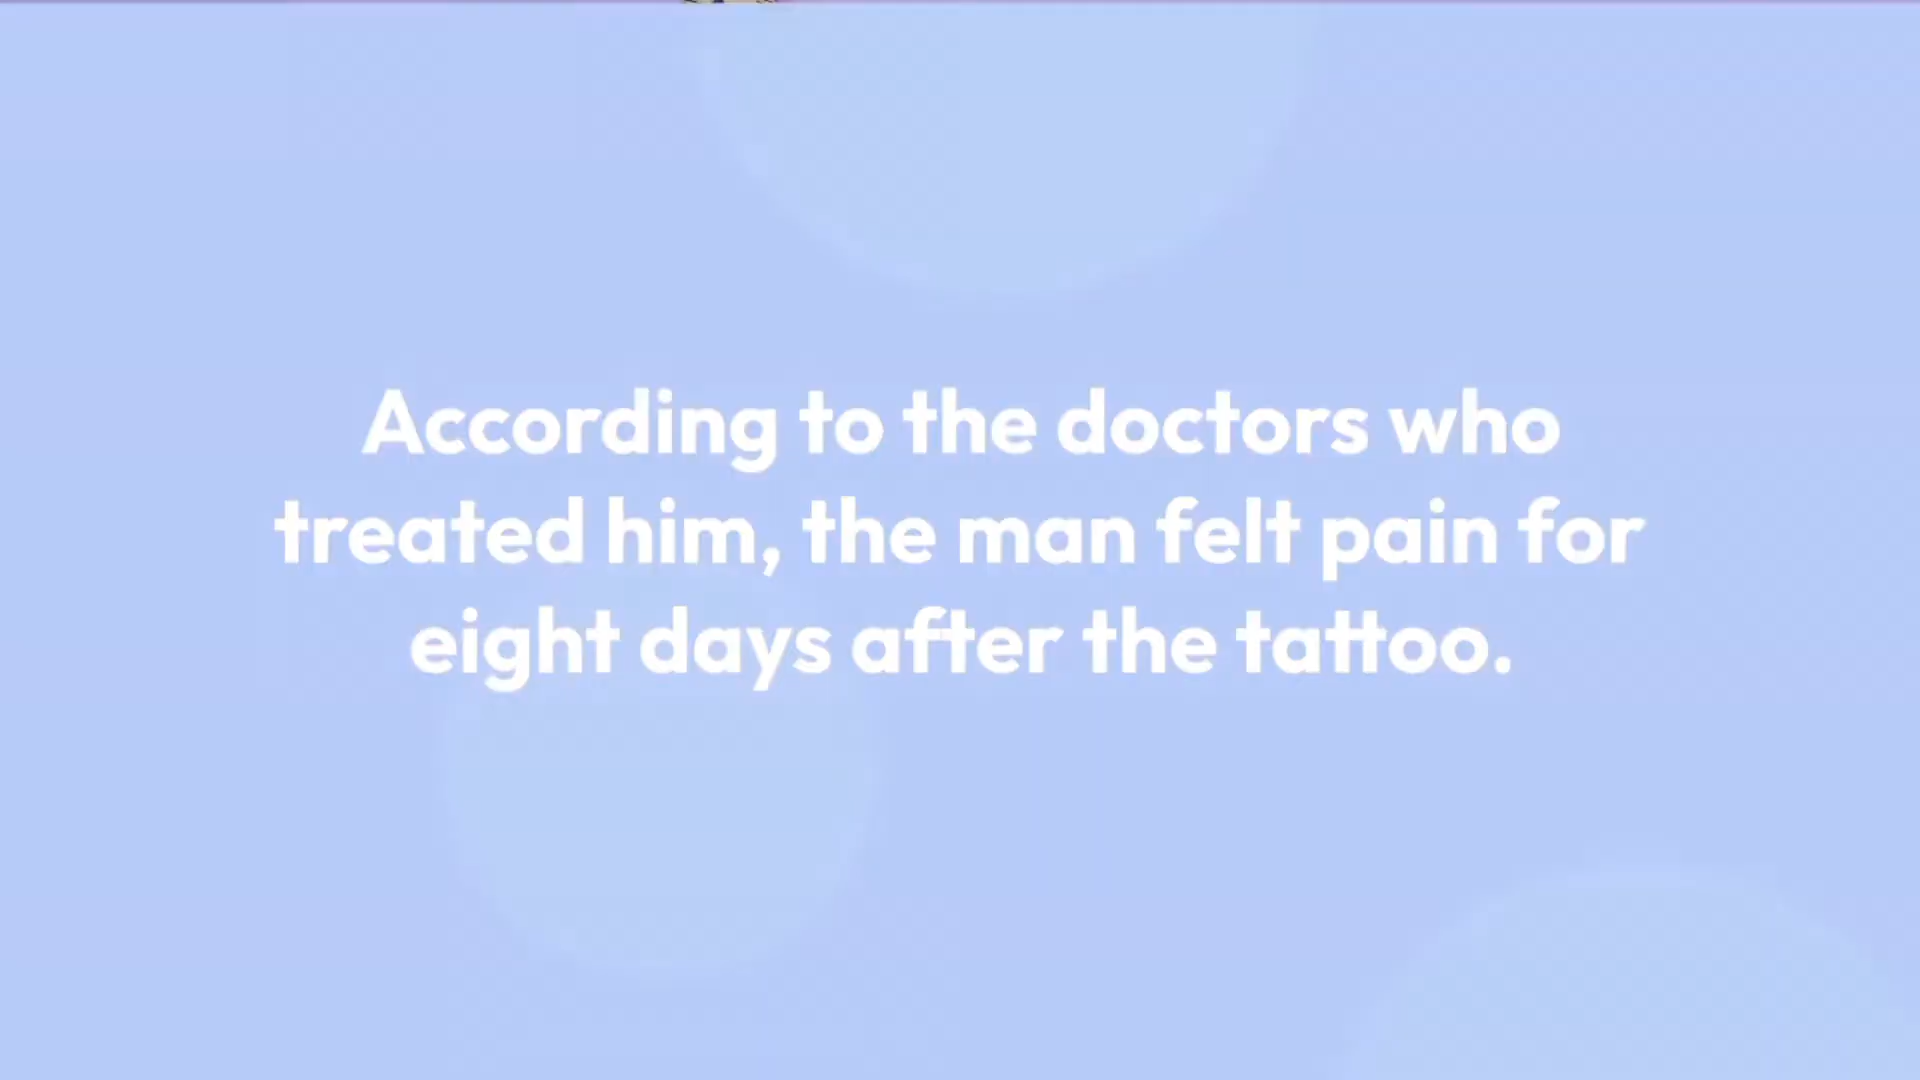 According to the doctors who
treated him, the man felt pain for
eight days after the tattoo.